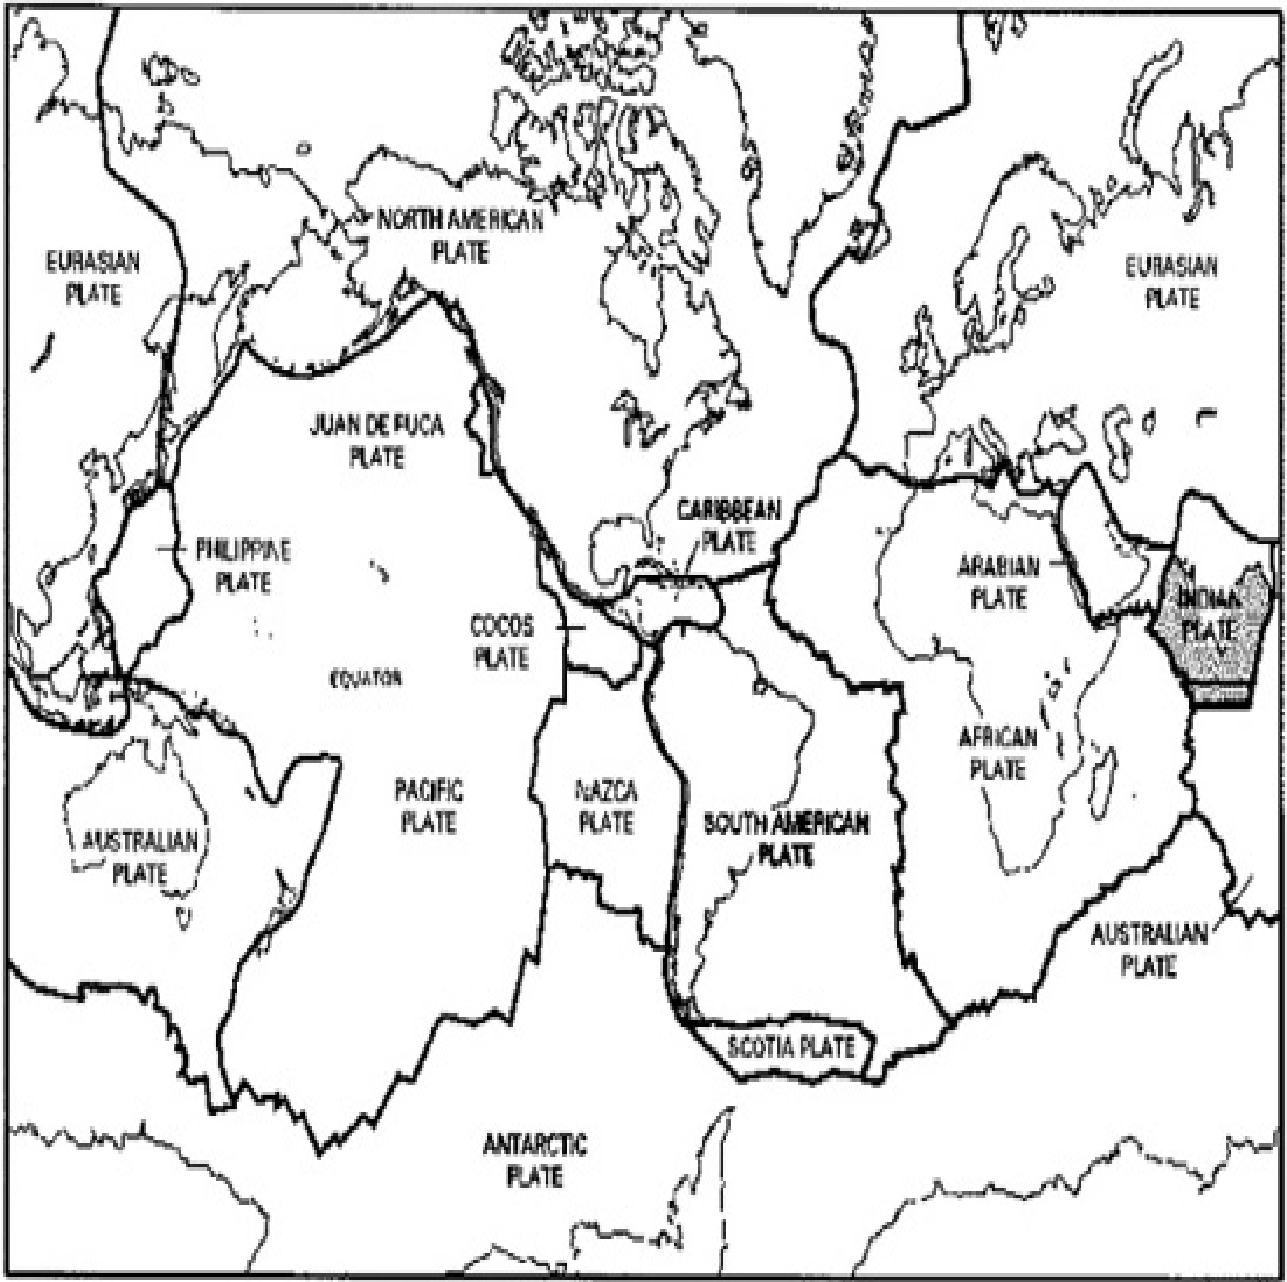 NORTH AMERICAN
PLATE
EURASIAN
PLATE
EURASIAN
PLATE
JUAN DE FUCA
PLATE
CARIBBEAN
PLATE
PHILIPPINE
PLATE
ARABIAN
PLATE
INDIAN
PLATE
COCOS
PLATE
EQUATOR
AFRICAN
PLATE
PACIFIC
PLATE
NAZCA
PLATE
SOUTH AMERICAN
PLATE
AUSTRALIAN
PLATE
AUSTRALIAN
PLATE
SCOTIA PLATE
ANTARCTIC
PLATE